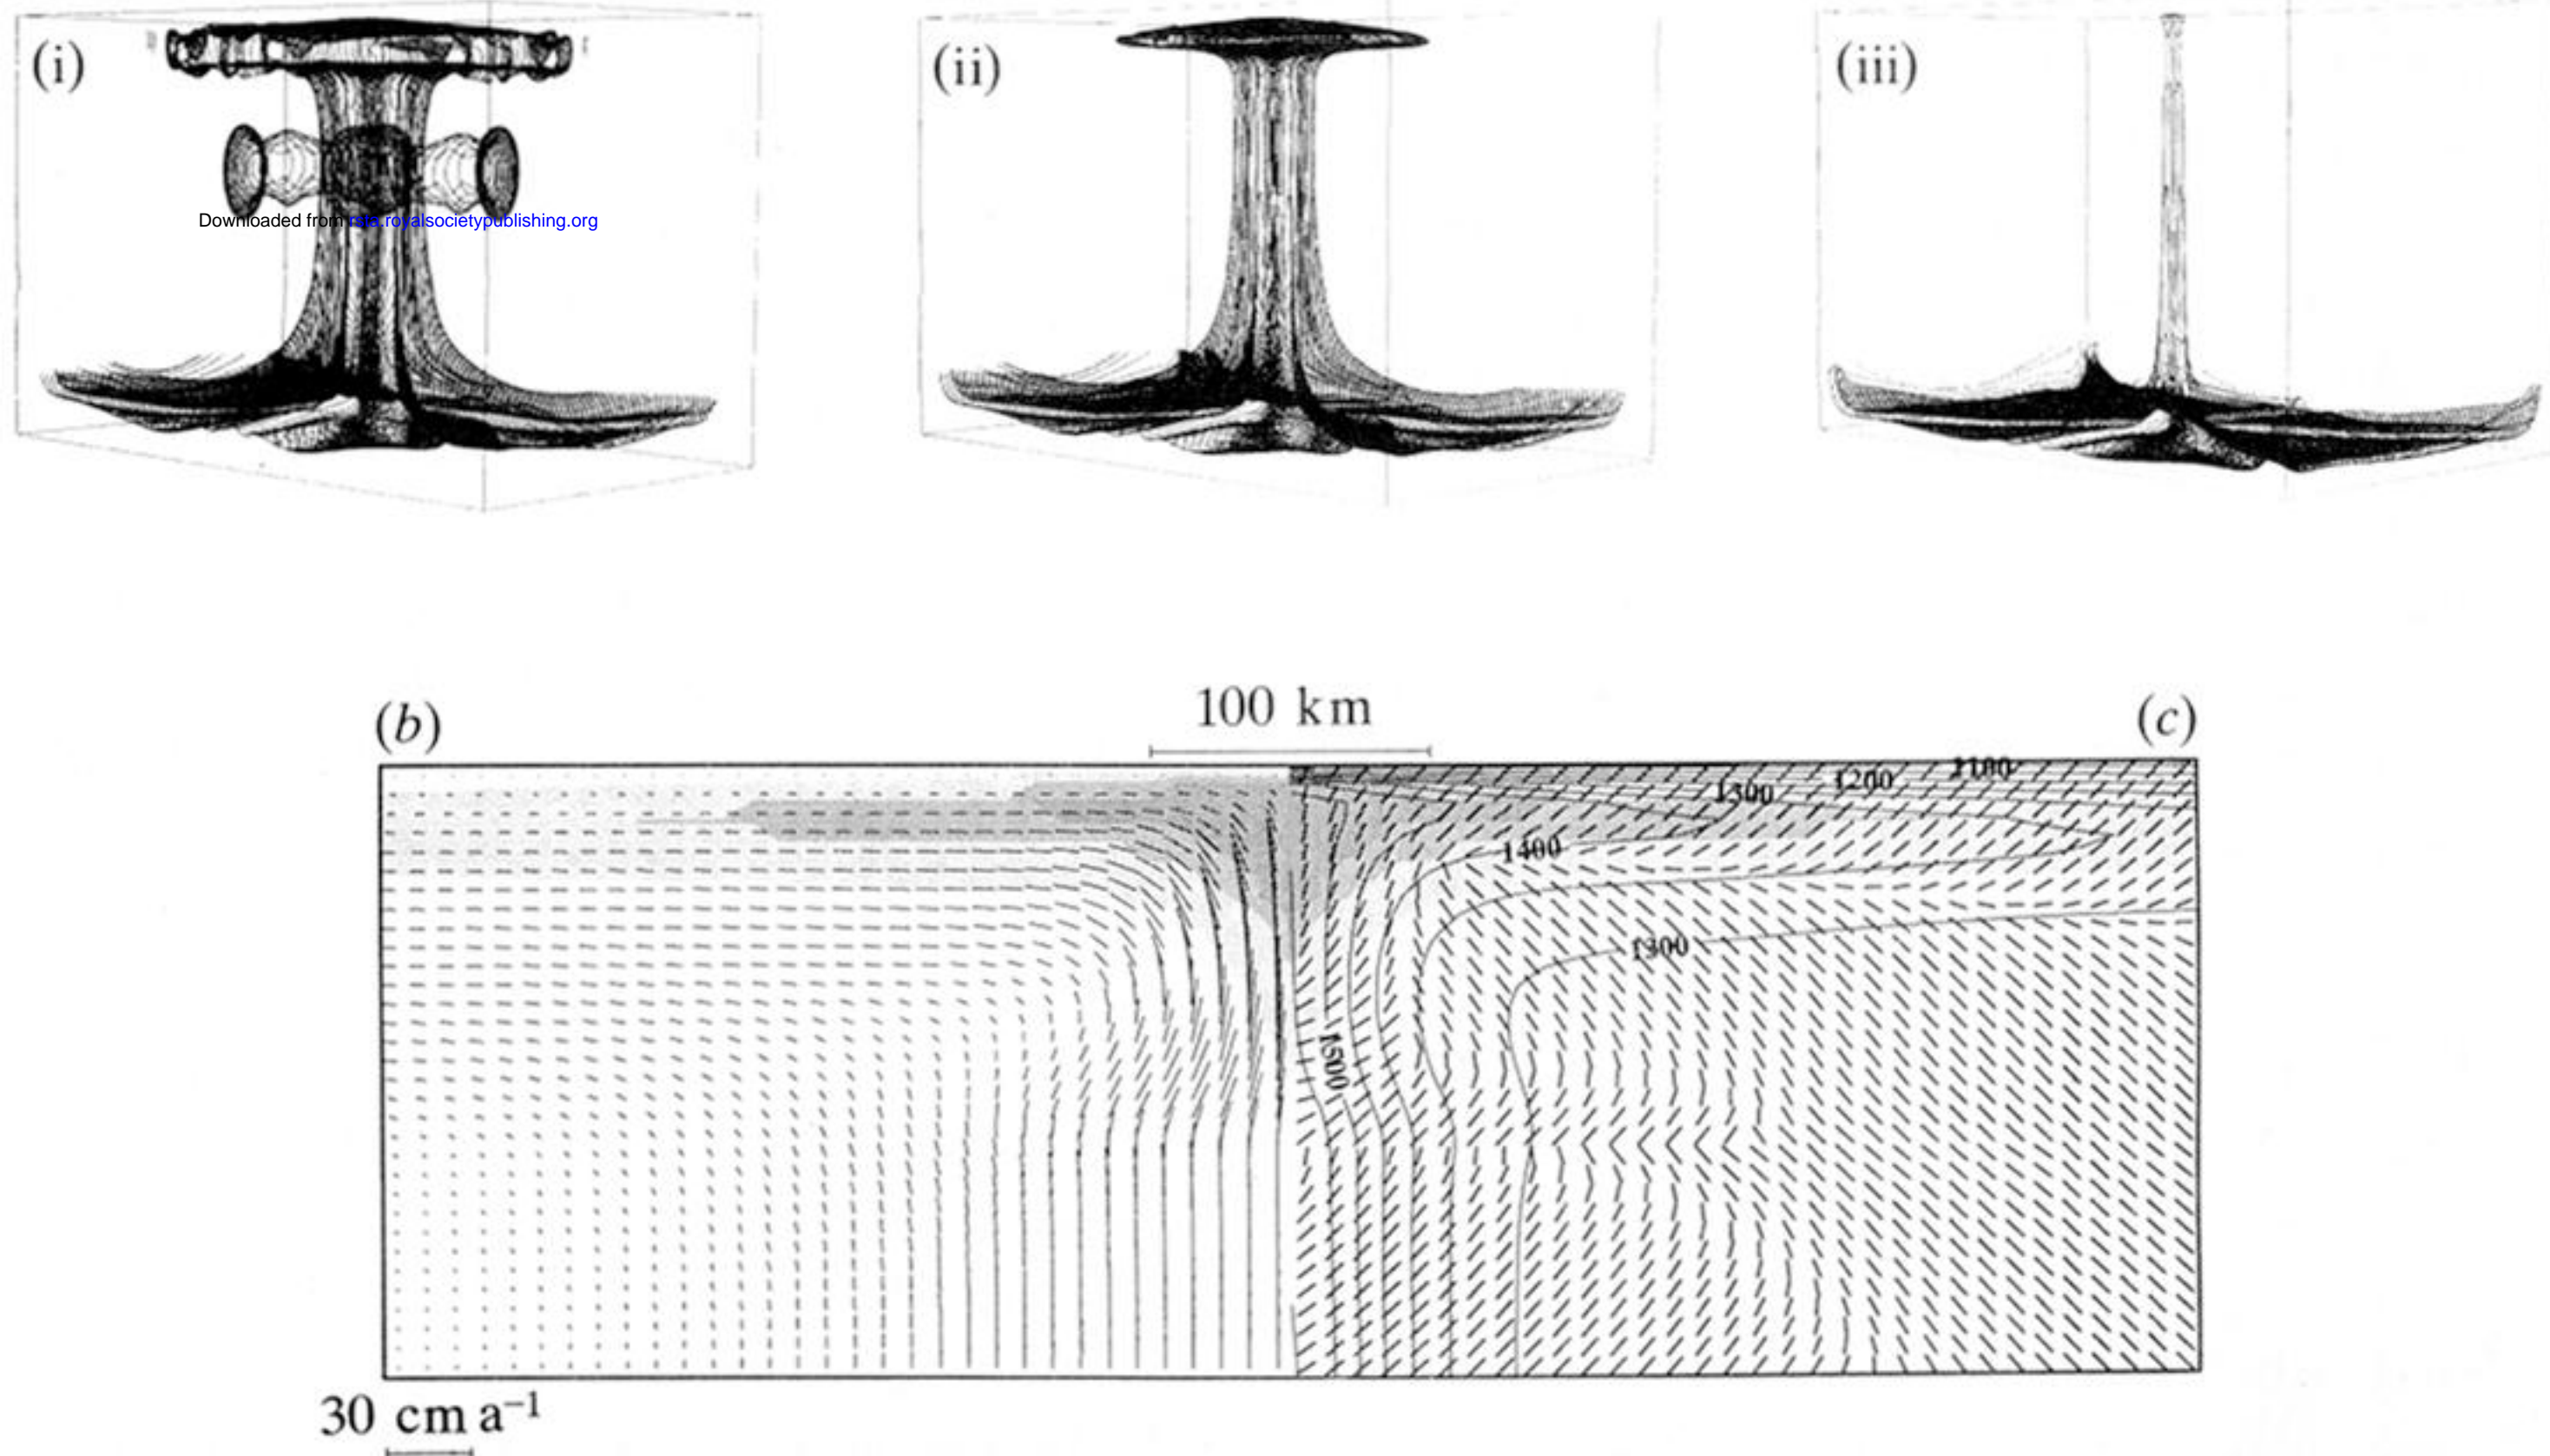 (i) (ii) (iii)
Downloaded from rsta.royalsocietypublishing.org
100 km
(b) (c)
1300 1200 1100
1400
1300
1500
30 cm a⁻¹